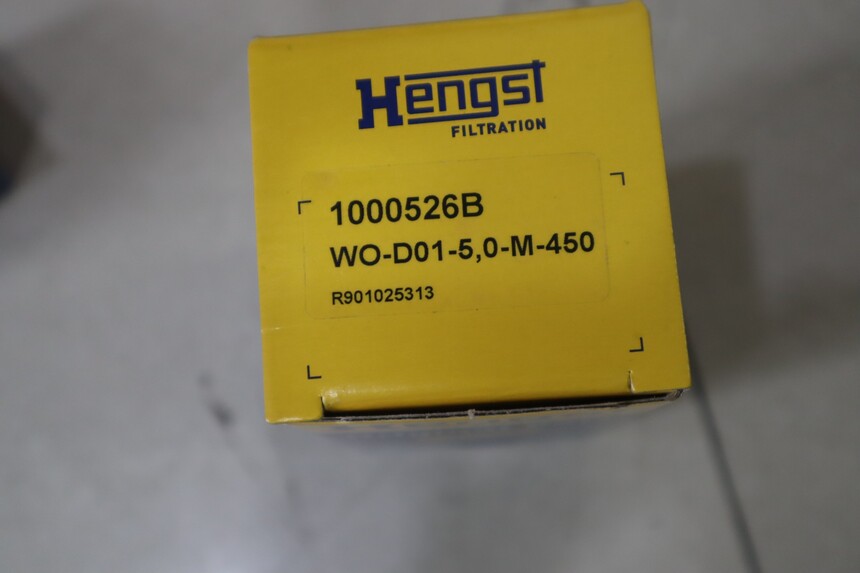 Hengst
FILTRATION
1000526B
WO-D01-5,0-M-450
R901025313